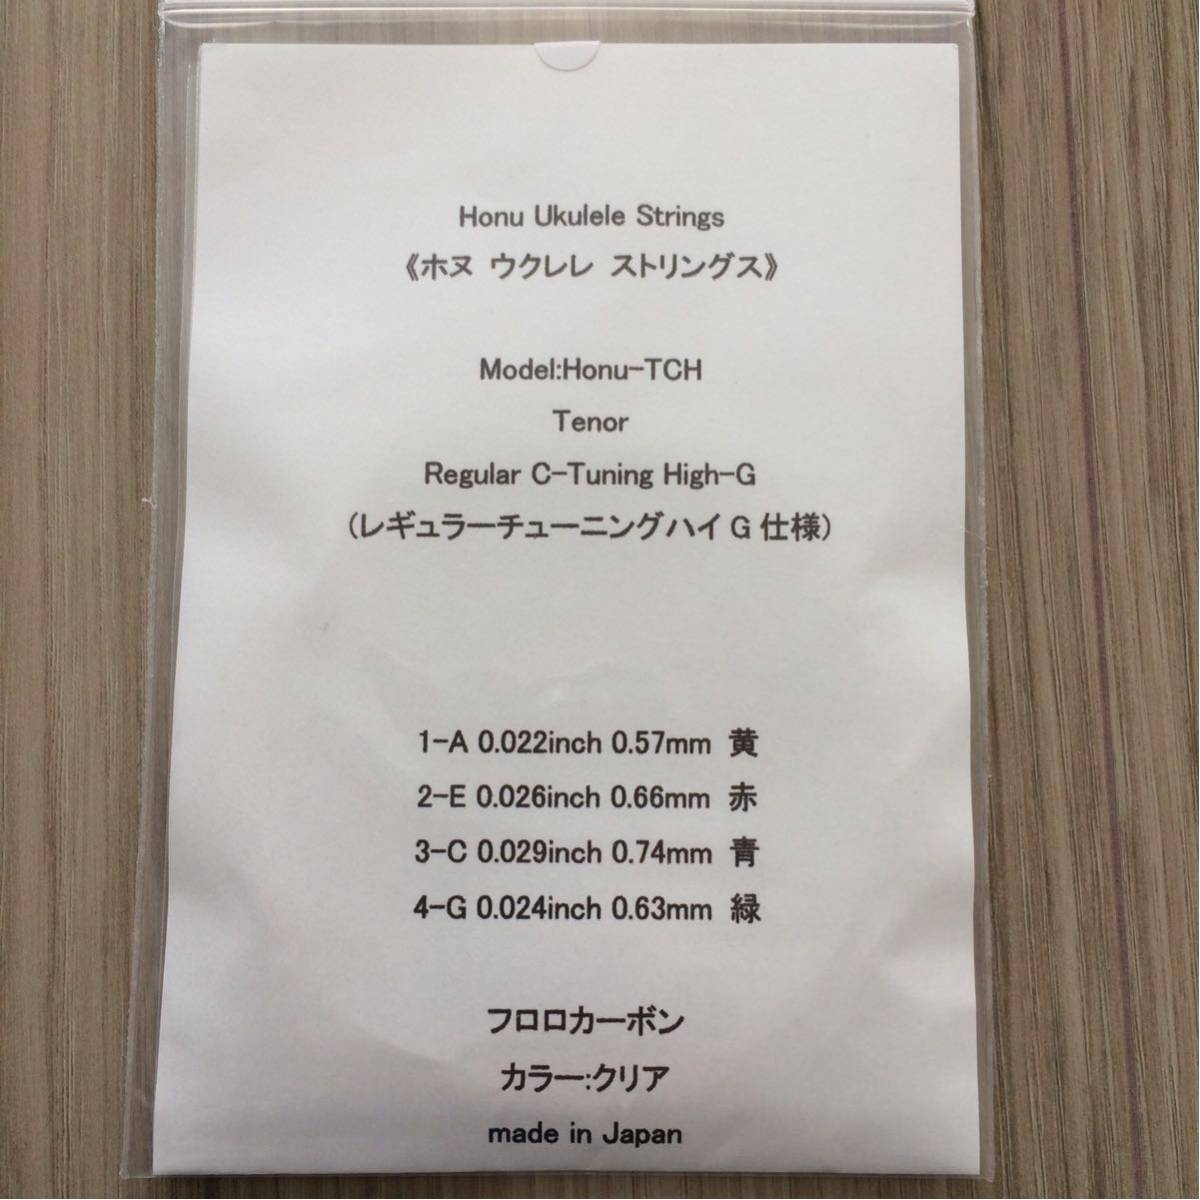 Honu Ukulele Strings
《ホヌ ウクレレ ストリングス》
Model:Honu-TCH
Tenor
Regular C-Tuning High-G
(レギュラーチューニングハイ G 仕様)
1-A 0.022inch 0.57mm 黄
2-E 0.026inch 0.66mm 赤
3-C 0.029inch 0.74mm 青
4-G 0.024inch 0.63mm 緑
フロロカーボン
カラー:クリア
made in Japan